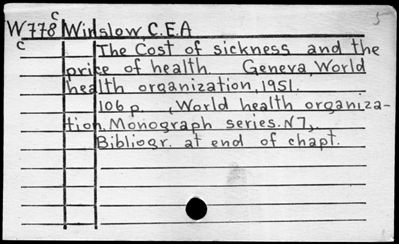 5
c
W778 Winslow, C.E.A
c The Cost of sickness and the
price of health. Geneva, World
health organization, 1951.
106 p. (World health organiza-
tion. Monograph series. N7).
Bibliogr. at end of chapt.